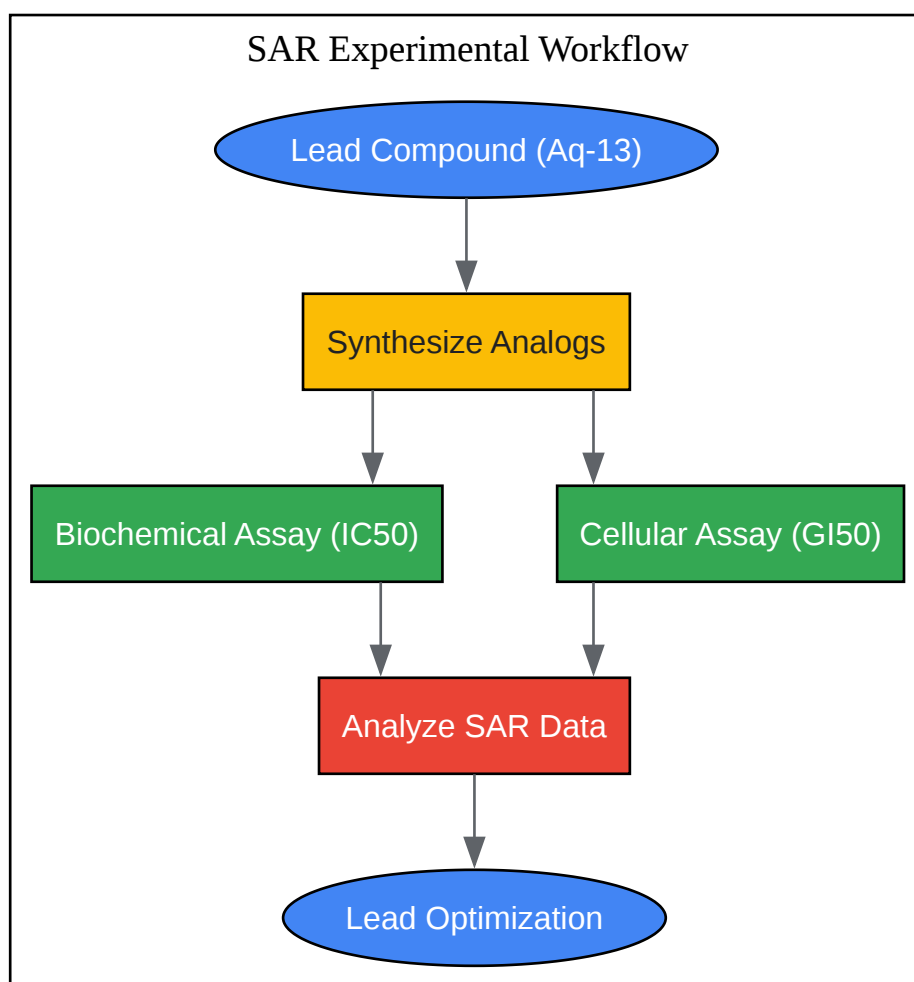 SAR Experimental Workflow
Lead Compound (Aq-13)
Synthesize Analogs
Biochemical Assay (IC50)
Cellular Assay (GI50)
Analyze SAR Data
Lead Optimization